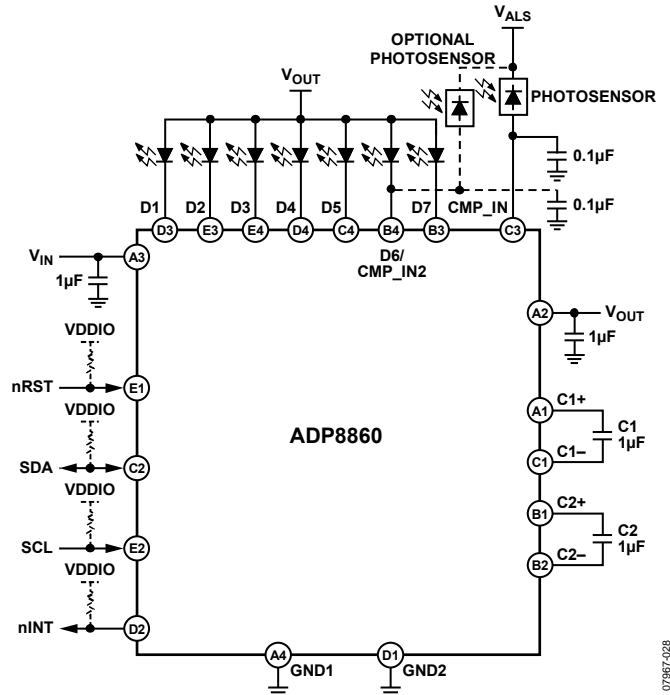 VALS
OPTIONAL
PHOTOSENSOR
VOUT
PHOTOSENSOR
0.1µF
0.1µF
D1
D2
D3
D4
D5
D7
CMP_IN
D3
E3
E4
D4
C4
B4
B3
C3
D6/
CMP_IN2
VIN
A3
1µF
A2
VOUT
1µF
VDDIO
nRST
E1
VDDIO
SDA
C2
VDDIO
SCL
E2
VDDIO
nINT
D2
ADP8860
A1
C1+
C1
1µF
C1
C1–
B1
C2+
C2
1µF
B2
C2–
A4
GND1
D1
GND2
07967-028